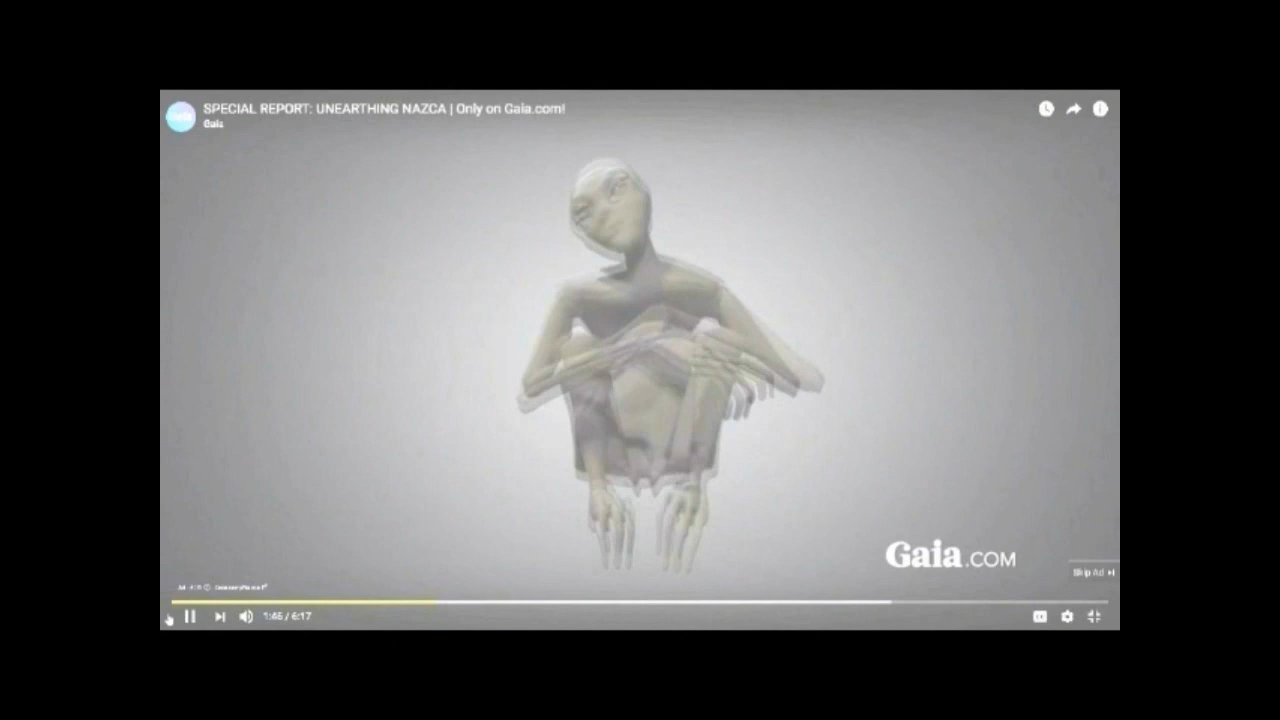 SPECIAL REPORT: UNEARTHING NAZCA | Only on Gaia.com!
Gaia
Gaia.COM
Skip Ad
1:46 / 6:17